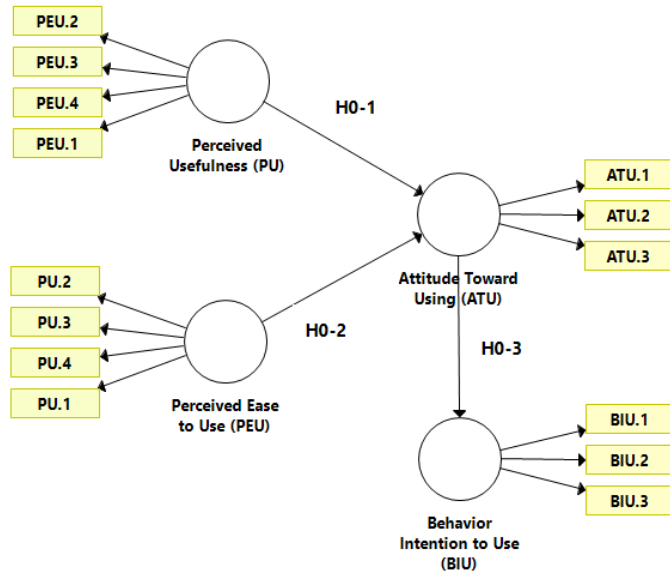 PEU.2
PEU.3
PEU.4
PEU.1
Perceived
Usefulness (PU)
H0-1
ATU.1
ATU.2
ATU.3
Attitude Toward
Using (ATU)
PU.2
PU.3
PU.4
PU.1
Perceived Ease
to Use (PEU)
H0-2
H0-3
BIU.1
BIU.2
BIU.3
Behavior
Intention to Use
(BIU)